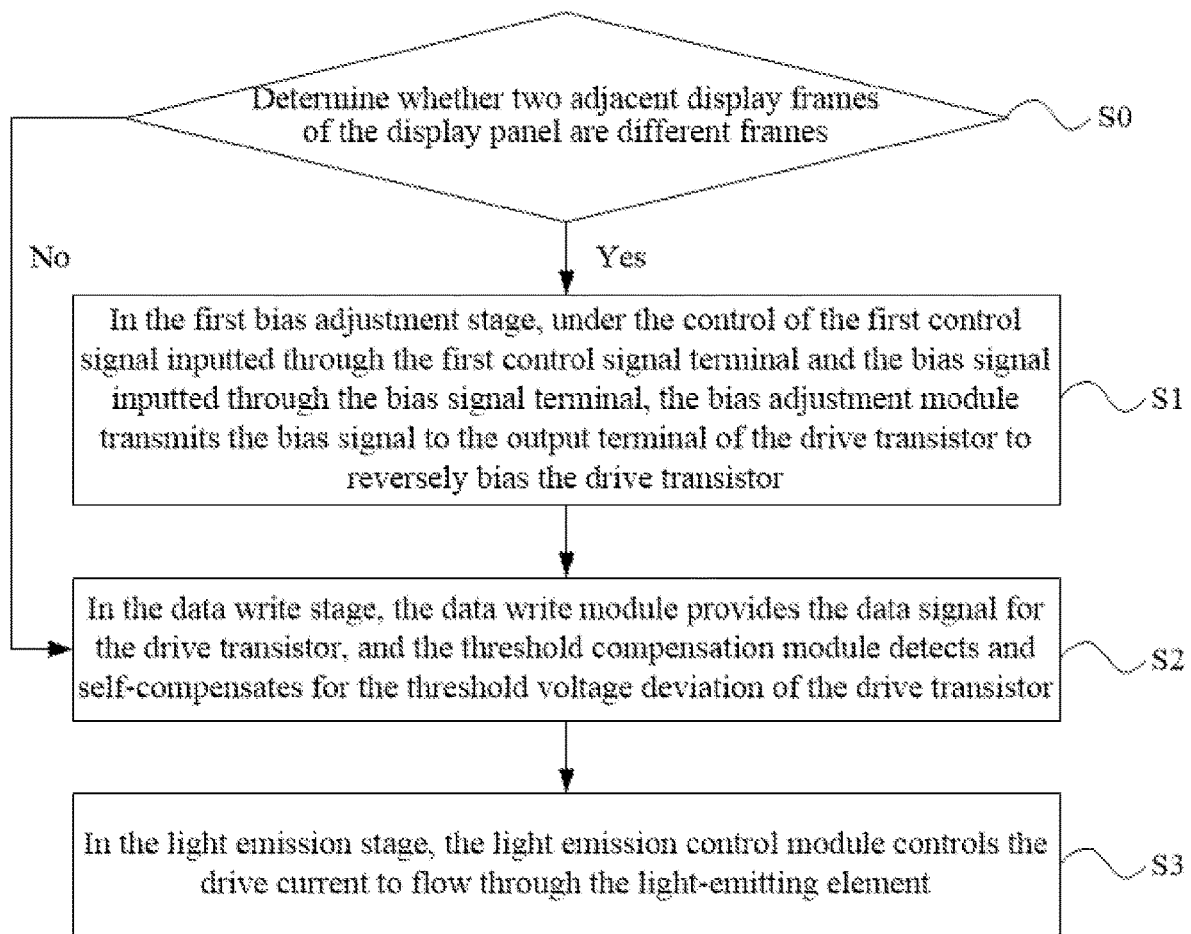 Determine whether two adjacent display frames
of the display panel are different frames
S0
No
Yes
In the first bias adjustment stage, under the control of the first control
signal inputted through the first control signal terminal and the bias signal
inputted through the bias signal terminal, the bias adjustment module
transmits the bias signal to the output terminal of the drive transistor to
reversely bias the drive transistor
S1
In the data write stage, the data write module provides the data signal for
the drive transistor, and the threshold compensation module detects and
self-compensates for the threshold voltage deviation of the drive transistor
S2
In the light emission stage, the light emission control module controls the
drive current to flow through the light-emitting element
S3